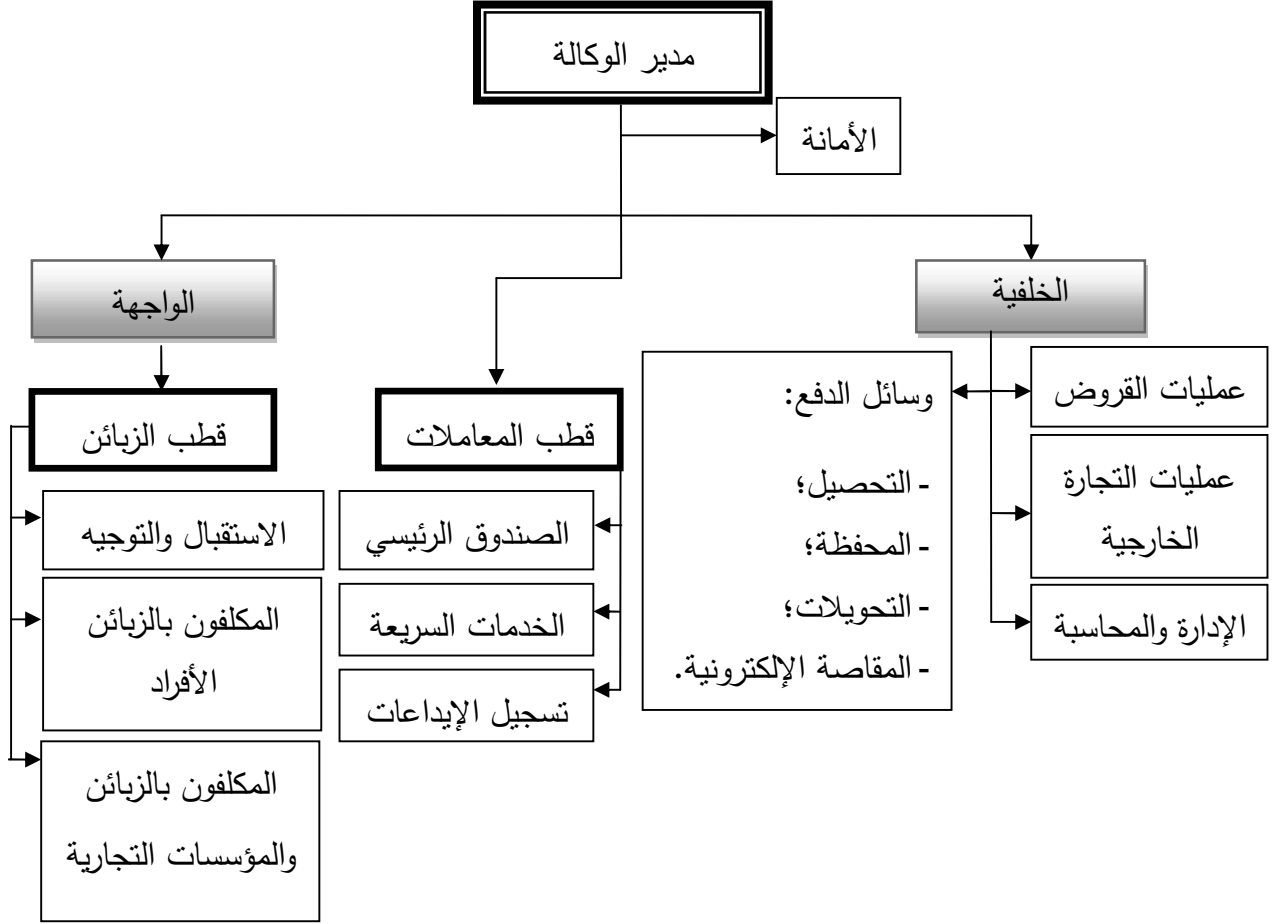 مدير الوكالة
الأمانة
الخلفية
الواجهة
عمليات القروض
عمليات التجارة
الخارجية
الإدارة والمحاسبة
وسائل الدفع:
- التحصيل؛
- المحفظة؛
- التحويلات؛
- المقاصة الإلكترونية.
قطب المعاملات
الصندوق الرئيسي
الخدمات السريعة
تسجيل الإيداعات
قطب الزبائن
الاستقبال والتوجيه
المكلفون بالزبائن
الأفراد
المكلفون بالزبائن
والمؤسسات التجارية